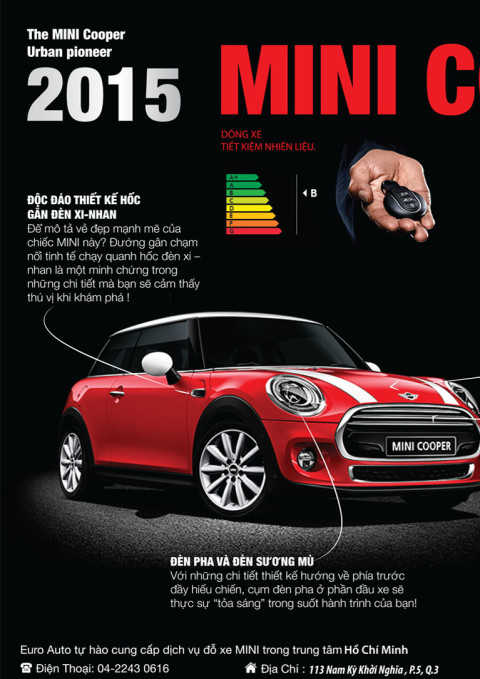 The MINI Cooper
Urban pioneer
2015
MINI C
DÒNG XE
TIẾT KIỆM NHIÊN LIỆU.
A+
A
B
C
D
E
F
G
B
ĐỘC ĐÁO THIẾT KẾ HỐC
GẮN ĐÈN XI-NHAN
Để mô tả vẻ đẹp mạnh mẽ của
chiếc MINI này? Đường gân chạm
nổi tinh tế chạy quanh hốc đèn xi –
nhan là một minh chứng trong
những chi tiết mà bạn sẽ cảm thấy
thú vị khi khám phá !
MINI COOPER
ĐÈN PHA VÀ ĐÈN SƯƠNG MÙ
Với những chi tiết thiết kế hướng về phía trước
đầy hiếu chiến, cụm đèn pha ở phần đầu xe sẽ
thực sự “tỏa sáng” trong suốt hành trình của bạn!
Euro Auto tự hào cung cấp dịch vụ đỗ xe MINI trong trung tâm Hồ Chí Minh
Điện Thoại: 04-2243 0616
Địa Chỉ : 113 Nam Kỳ Khởi Nghĩa , P.5, Q.3